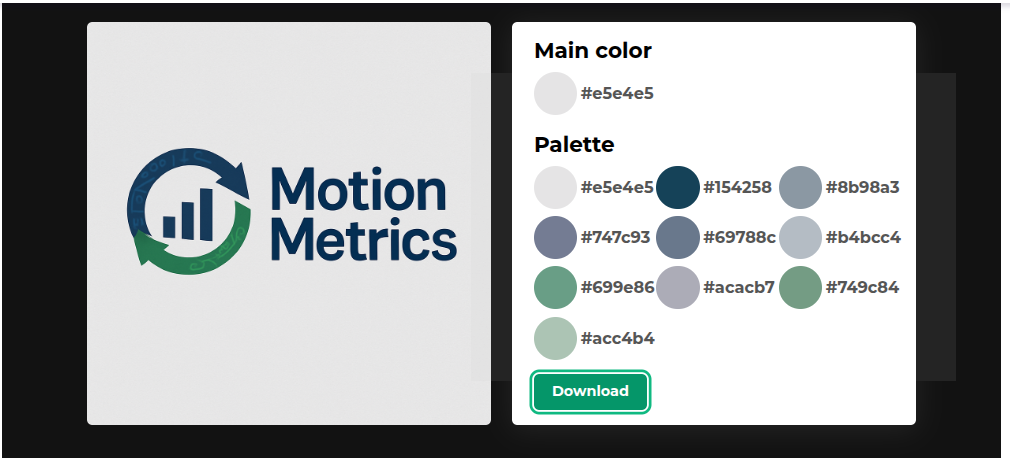 Motion
Metrics
Main color
#e5e4e5
Palette
#e5e4e5 #154258 #8b98a3
#747c93 #69788c #b4bcc4
#699e86 #acacb7 #749c84
#acc4b4
Download